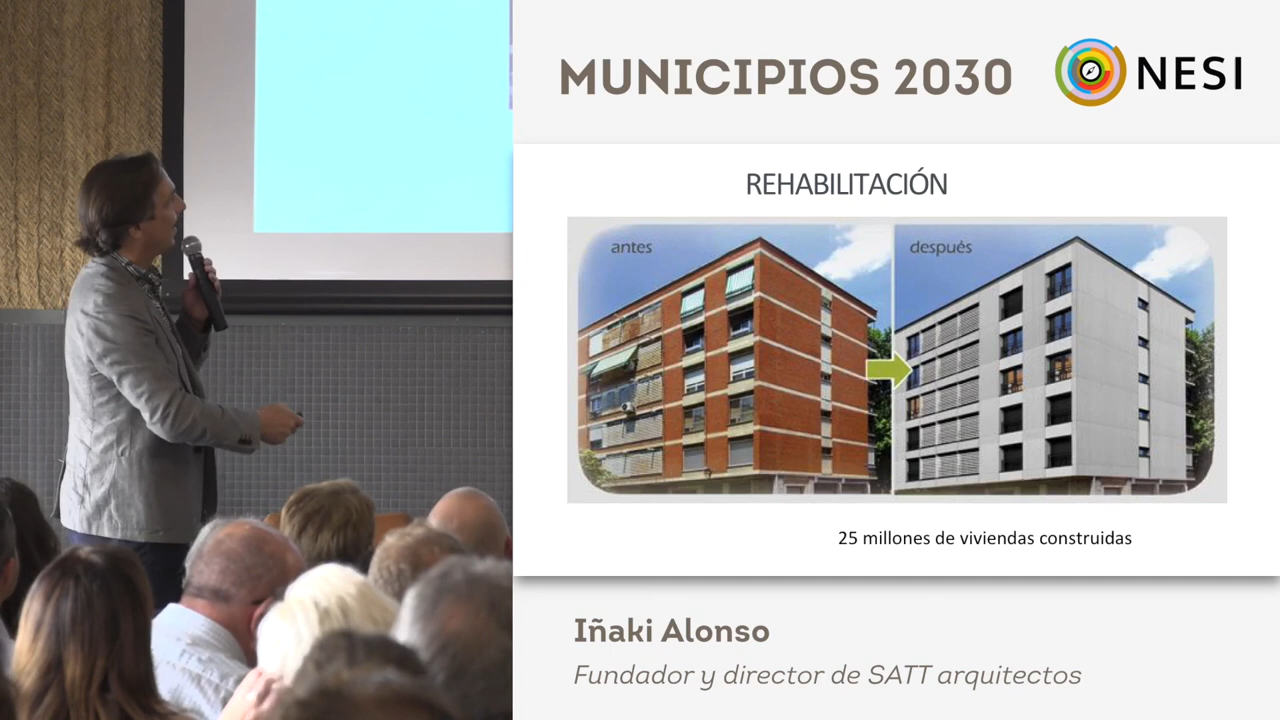 MUNICIPIOS 2030
NESI
REHABILITACIÓN
antes
después
25 millones de viviendas construidas
Iñaki Alonso
Fundador y director de SATT arquitectos